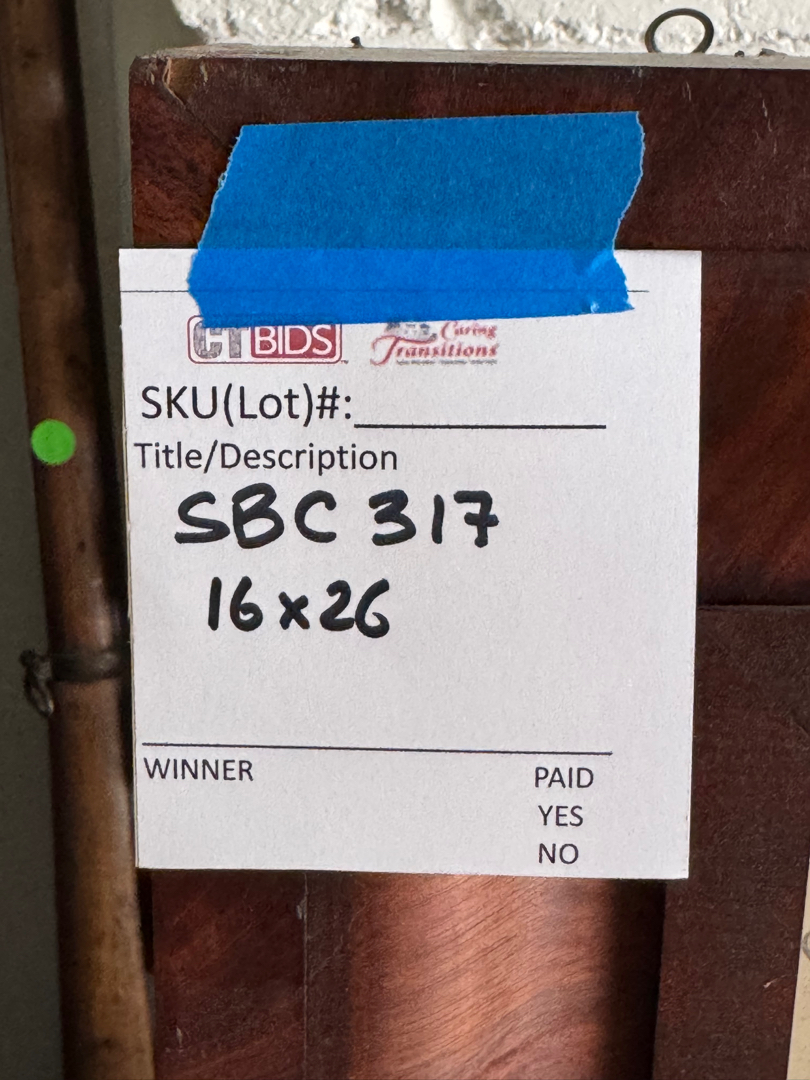 CTBIDS
Caring
Transitions
SKU(Lot)#:
Title/Description
SBC 317
16x26
WINNER
PAID
YES
NO